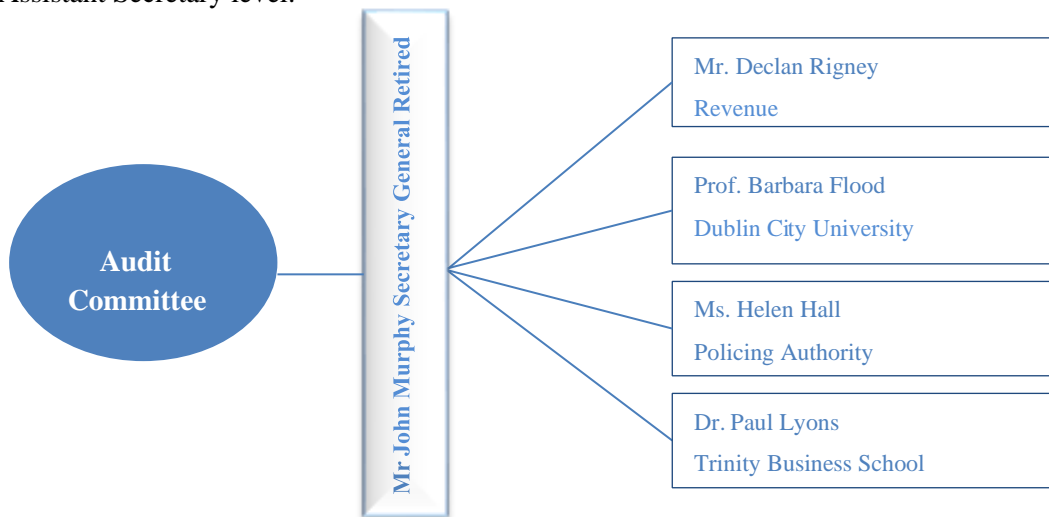 Assistant Secretary level.
Audit
Committee
Mr John Murphy Secretary General Retired
Mr. Declan Rigney
Revenue
Prof. Barbara Flood
Dublin City University
Ms. Helen Hall
Policing Authority
Dr. Paul Lyons
Trinity Business School